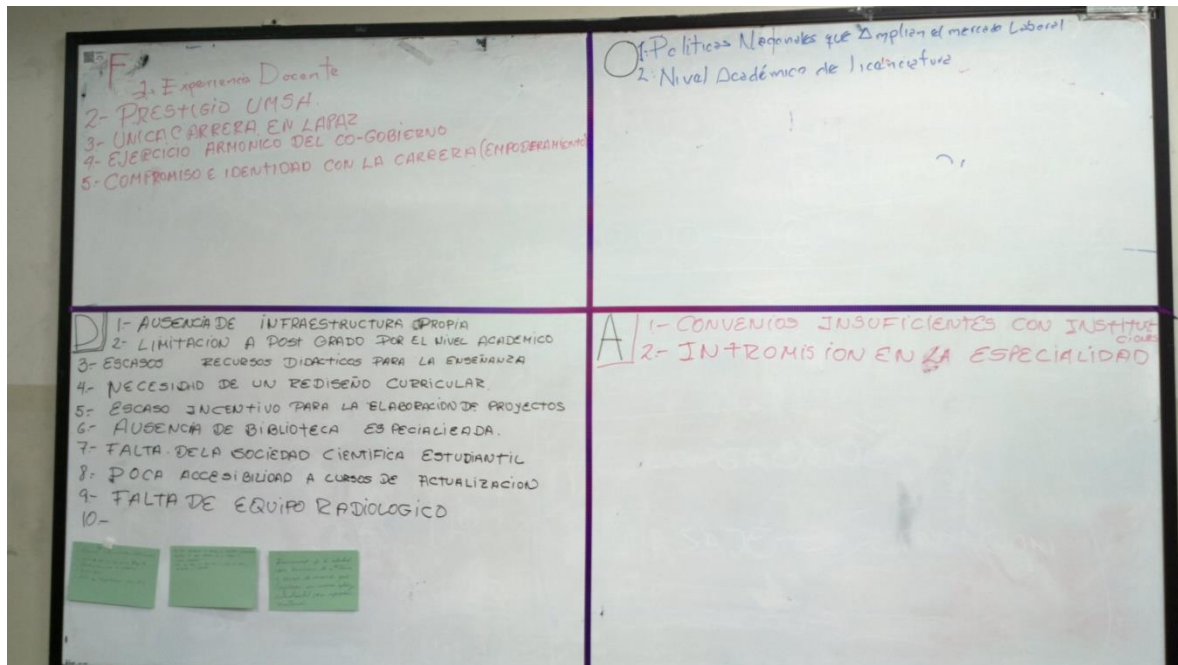 F
1. Experiencia Docente
2- PRESTIGIO UMSA
3- UNICA CARRERA EN LA PAZ
4- EJERCICIO ARMONICO DEL CO-GOBIERNO
5- COMPROMISO E IDENTIDAD CON LA CARRERA (EMPODERAMIENTO)
O
1. Políticas Nacionales que Amplian el mercado Laboral
2. Nivel Académico de licenciatura
D
1- AUSENCIA DE INFRAESTRUCTURA PROPIA
2- LIMITACION A POST GRADO POR EL NIVEL ACADEMICO
3- ESCASOS RECURSOS DIDACTICOS PARA LA ENSEÑANZA
4- NECESIDID DE UN REDISEÑO CURRICULAR
5- ESCASO INCENTIVO PARA LA ELABORACION DE PROYECTOS
6- AUSENCIA DE BIBLIOTECA ESPECIALIZADA.
7- FALTA DE LA SOCIEDAD CIENTIFICA ESTUDIANTIL
8- POCA ACCESIBILIDAD A CURSOS DE ACTUALIZACION
9- FALTA DE EQUIPO RADIOLOGICO
10-
A
1- CONVENIOS INSUFICIENTES CON INSTITUCIONES
2- INTROMISION EN LA ESPECIALIDAD